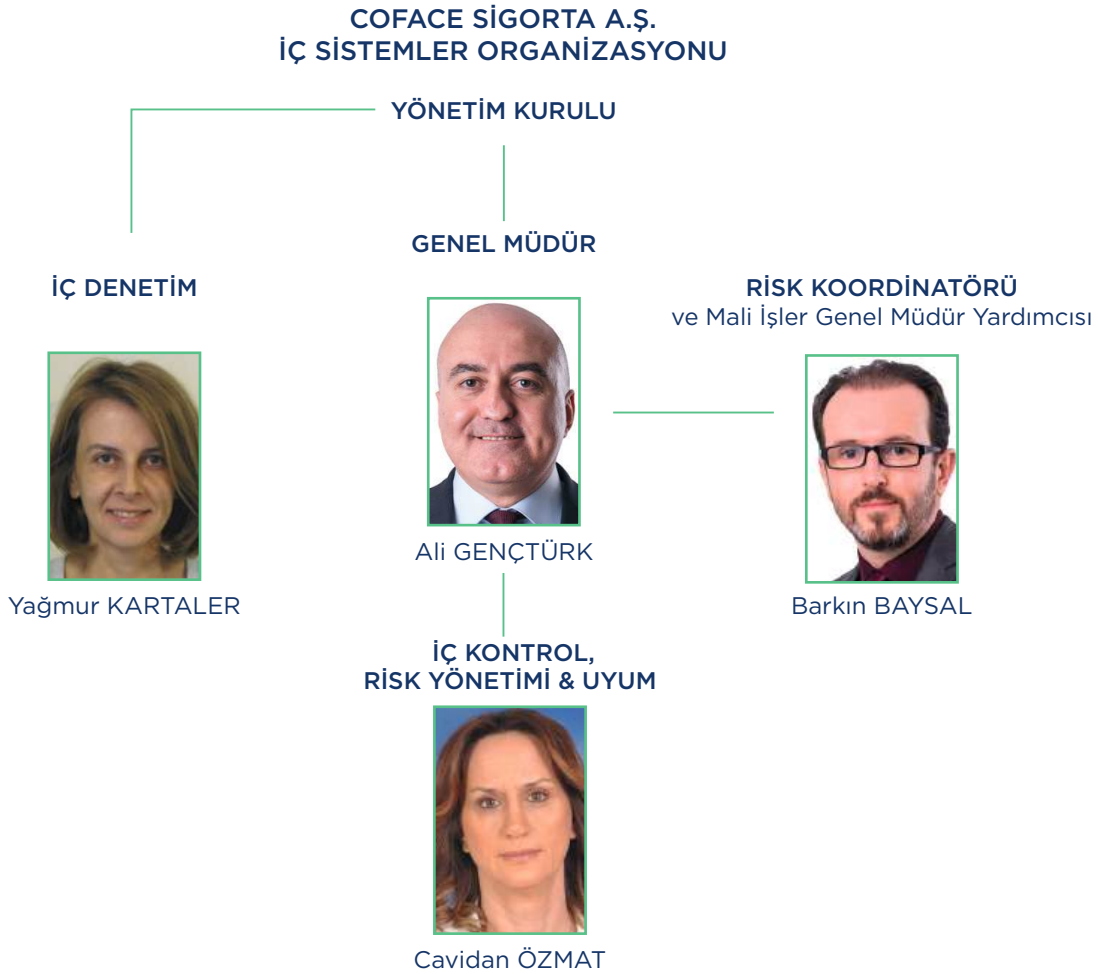 COFACE SİGORTA A.Ş.
İÇ SİSTEMLER ORGANİZASYONU
YÖNETİM KURULU
GENEL MÜDÜR
İÇ DENETİM
RİSK KOORDİNATÖRÜ
ve Mali İşler Genel Müdür Yardımcısı
Ali GENÇTÜRK
Yağmur KARTALER
Barkın BAYSAL
İÇ KONTROL,
RİSK YÖNETİMİ & UYUM
Cavidan ÖZMAT